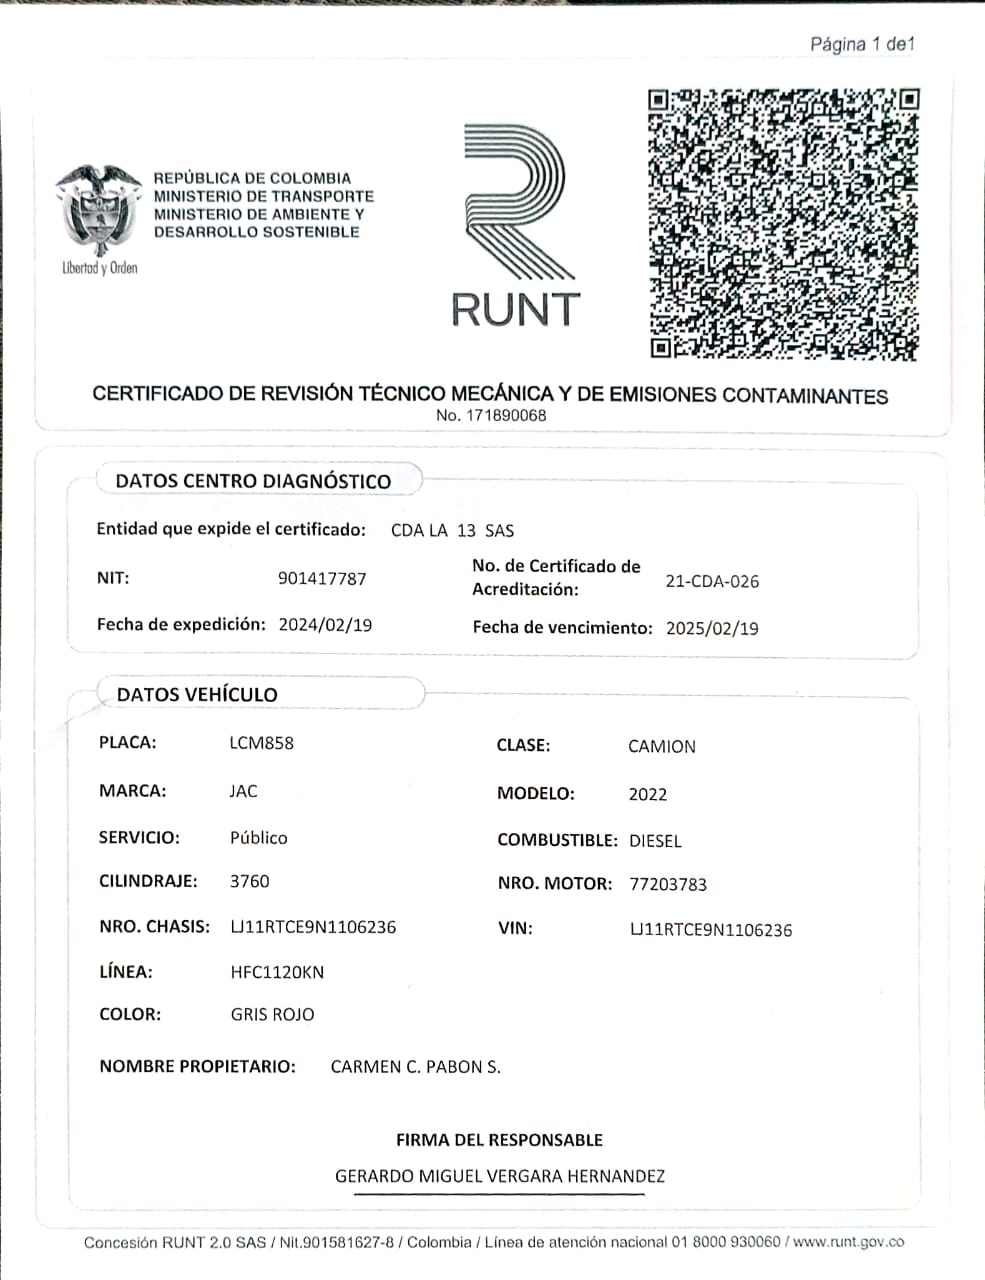 Página 1 de1
REPÚBLICA DE COLOMBIA
MINISTERIO DE TRANSPORTE
MINISTERIO DE AMBIENTE Y
DESARROLLO SOSTENIBLE
Libertad y Orden
RUNT
CERTIFICADO DE REVISIÓN TÉCNICO MECÁNICA Y DE EMISIONES CONTAMINANTES
No. 171890068
DATOS CENTRO DIAGNÓSTICO
Entidad que expide el certificado: CDA LA 13 SAS
NIT: 901417787 No. de Certificado de Acreditación: 21-CDA-026
Fecha de expedición: 2024/02/19 Fecha de vencimiento: 2025/02/19
DATOS VEHÍCULO
PLACA: LCM858 CLASE: CAMION
MARCA: JAC MODELO: 2022
SERVICIO: Público COMBUSTIBLE: DIESEL
CILINDRAJE: 3760 NRO. MOTOR: 77203783
NRO. CHASIS: LJ11RTCE9N1106236 VIN: LJ11RTCE9N1106236
LÍNEA: HFC1120KN
COLOR: GRIS ROJO
NOMBRE PROPIETARIO: CARMEN C. PABON S.
FIRMA DEL RESPONSABLE
GERARDO MIGUEL VERGARA HERNANDEZ
Concesión RUNT 2.0 SAS / Nit.901581627-8 / Colombia / Línea de atención nacional 01 8000 930060 / www.runt.gov.co